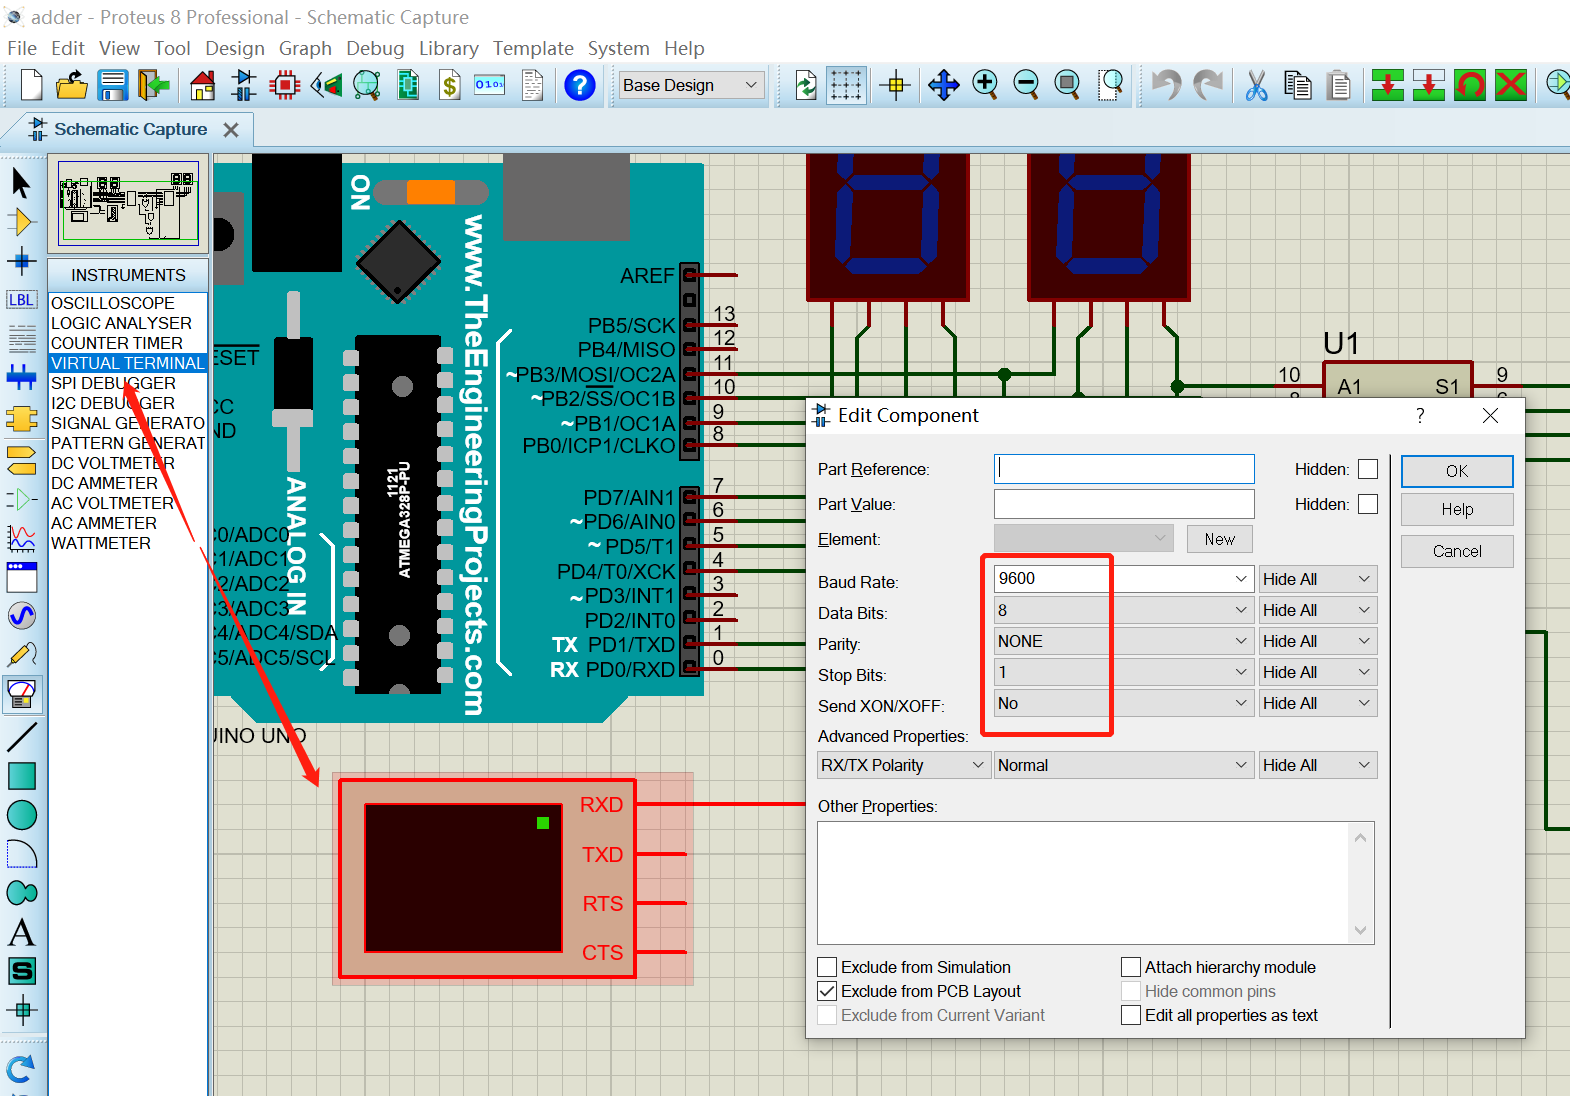 adder - Proteus 8 Professional - Schematic Capture
File Edit View Tool Design Graph Debug Library Template System Help
Base Design
Schematic Capture
INSTRUMENTS
OSCILLOSCOPE
LOGIC ANALYSER
COUNTER TIMER
VIRTUAL TERMINAL
SPI DEBUGGER
I2C DEBUGGER
SIGNAL GENERATO
PATTERN GENERAT
DC VOLTMETER
DC AMMETER
AC VOLTMETER
AC AMMETER
WATTMETER
LBL
A
S
ON
www.TheEngineeringProjects.com
1121
ATMEGA328P-PU
ANALOG IN
ESET
CC
ND
C0/ADC0
C1/ADC1
C2/ADC2
C3/ADC3
C4/ADC4/SDA
C5/ADC5/SCL
AREF
PB5/SCK 13
PB4/MISO 12
~PB3/MOSI/OC2A 11
~PB2/SS/OC1B 10
~PB1/OC1A 9
PB0/ICP1/CLKO 8
PD7/AIN1 7
~PD6/AIN0 6
~PD5/T1 5
PD4/T0/XCK 4
~PD3/INT1 3
PD2/INT0 2
TX PD1/TXD 1
RX PD0/RXD 0
UINO UNO
RXD
TXD
RTS
CTS
U1
10 A1 S1 9
Edit Component ?
Part Reference: Hidden: OK
Part Value: Hidden: Help
Element: New Cancel
Baud Rate: 9600 Hide All
Data Bits: 8 Hide All
Parity: NONE Hide All
Stop Bits: 1 Hide All
Send XON/XOFF: No Hide All
Advanced Properties:
RX/TX Polarity Normal Hide All
Other Properties:
Exclude from Simulation Attach hierarchy module
Exclude from PCB Layout Hide common pins
Exclude from Current Variant Edit all properties as text